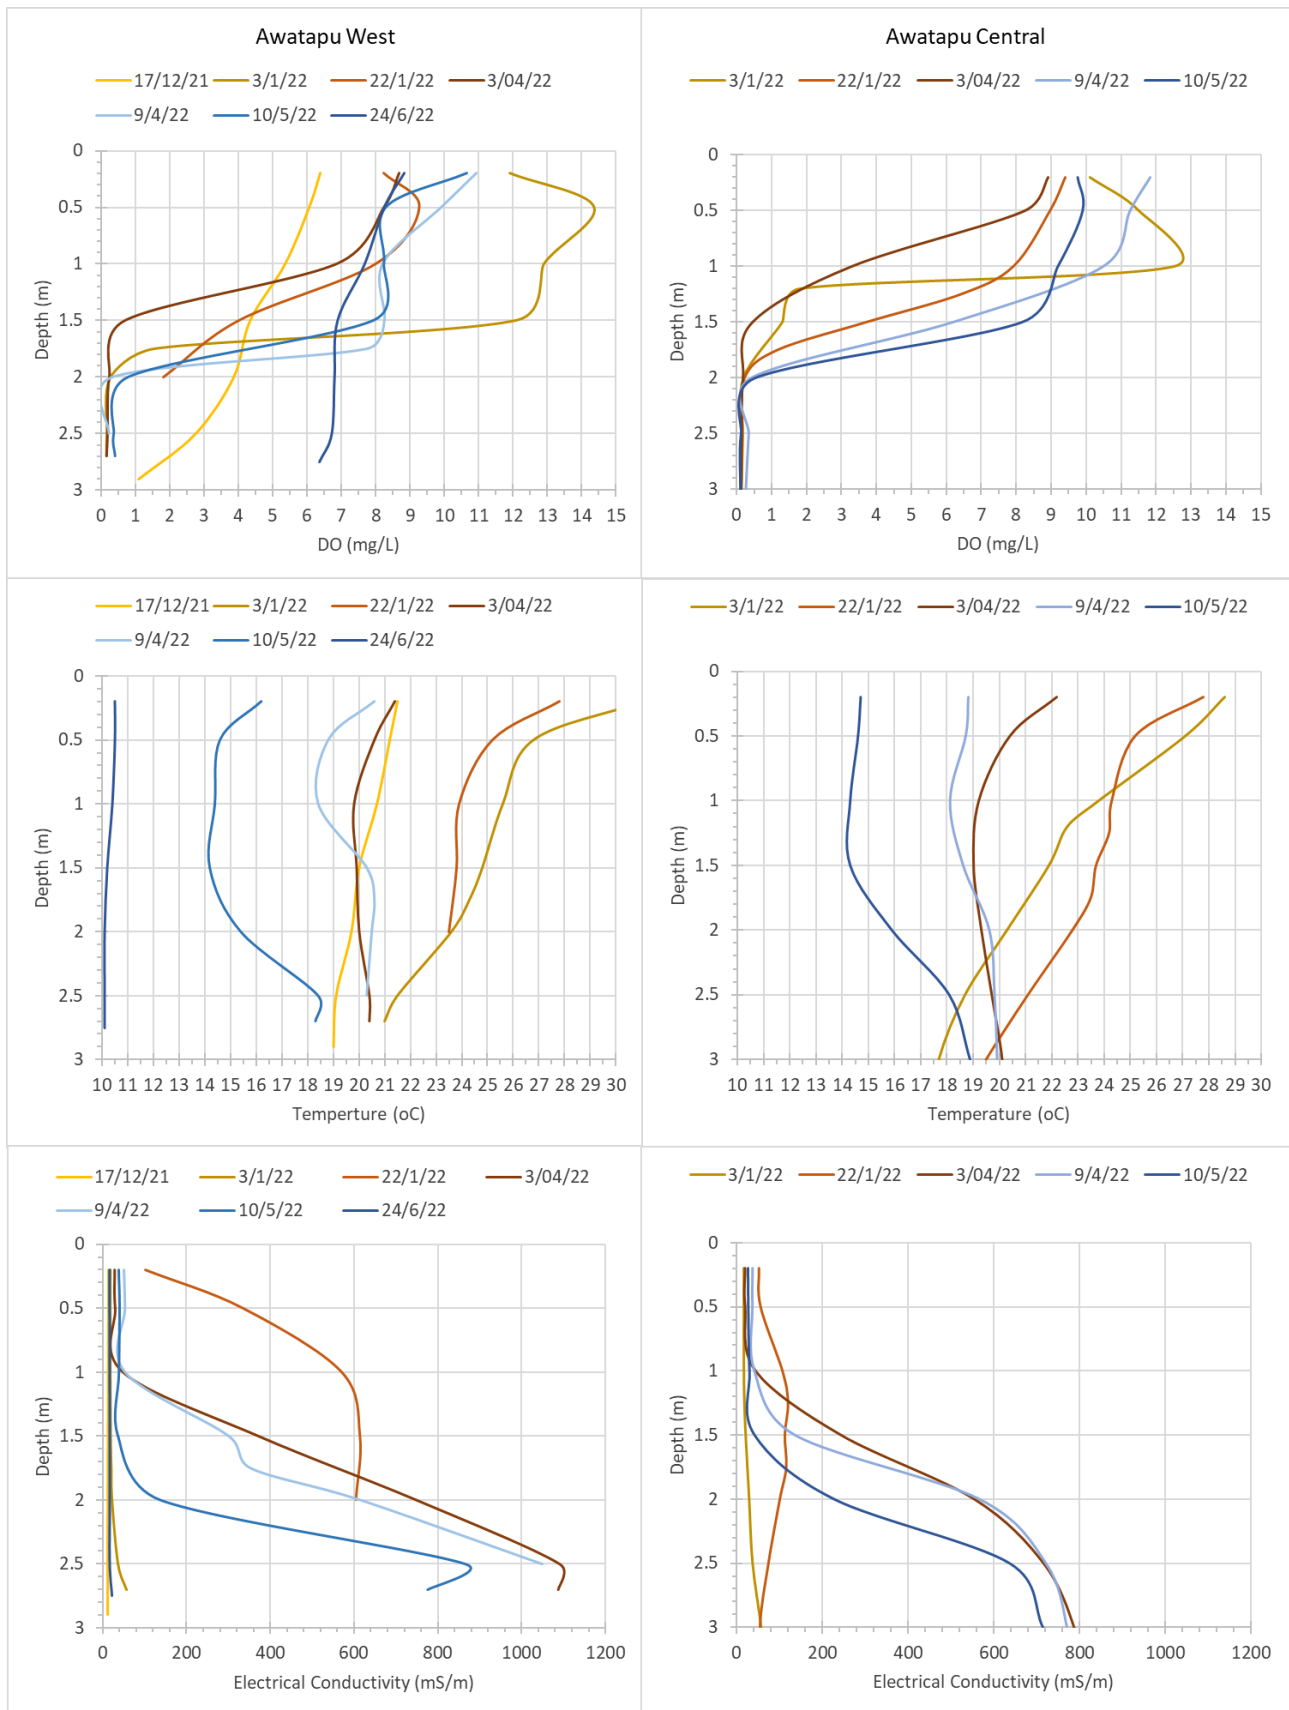 Awatapu West
17/12/21 3/1/22 22/1/22 3/04/22
9/4/22 10/5/22 24/6/22
0
0.5
1
1.5
2
2.5
3
Depth (m)
0 1 2 3 4 5 6 7 8 9 10 11 12 13 14 15
DO (mg/L)
Awatapu Central
3/1/22 22/1/22 3/04/22 9/4/22 10/5/22
0
0.5
1
1.5
2
2.5
3
Depth (m)
0 1 2 3 4 5 6 7 8 9 10 11 12 13 14 15
DO (mg/L)
17/12/21 3/1/22 22/1/22 3/04/22
9/4/22 10/5/22 24/6/22
0
0.5
1
1.5
2
2.5
3
Depth (m)
10 11 12 13 14 15 16 17 18 19 20 21 22 23 24 25 26 27 28 29 30
Temperture (oC)
3/1/22 22/1/22 3/04/22 9/4/22 10/5/22
0
0.5
1
1.5
2
2.5
3
Depth (m)
10 11 12 13 14 15 16 17 18 19 20 21 22 23 24 25 26 27 28 29 30
Temperature (oC)
17/12/21 3/1/22 22/1/22 3/04/22
9/4/22 10/5/22 24/6/22
0
0.5
1
1.5
2
2.5
3
Depth (m)
0 200 400 600 800 1000 1200
Electrical Conductivity (mS/m)
3/1/22 22/1/22 3/04/22 9/4/22 10/5/22
0
0.5
1
1.5
2
2.5
3
Depth (m)
0 200 400 600 800 1000 1200
Electrical Conductivity (mS/m)